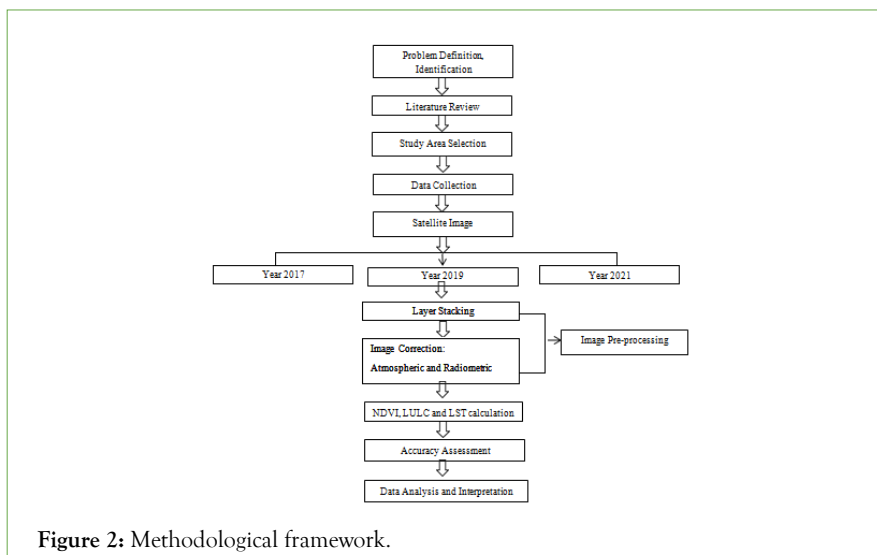 Problem Definition,
Identification
Literature Review
Study Area Selection
Data Collection
Satellite Image
Year 2017
Year 2019
Year 2021
Layer Stacking
Image Correction:
Atmospheric and Radiometric
Image Pre-processing
NDVI, LULC and LST calculation
Accuracy Assessment
Data Analysis and Interpretation
Figure 2: Methodological framework.